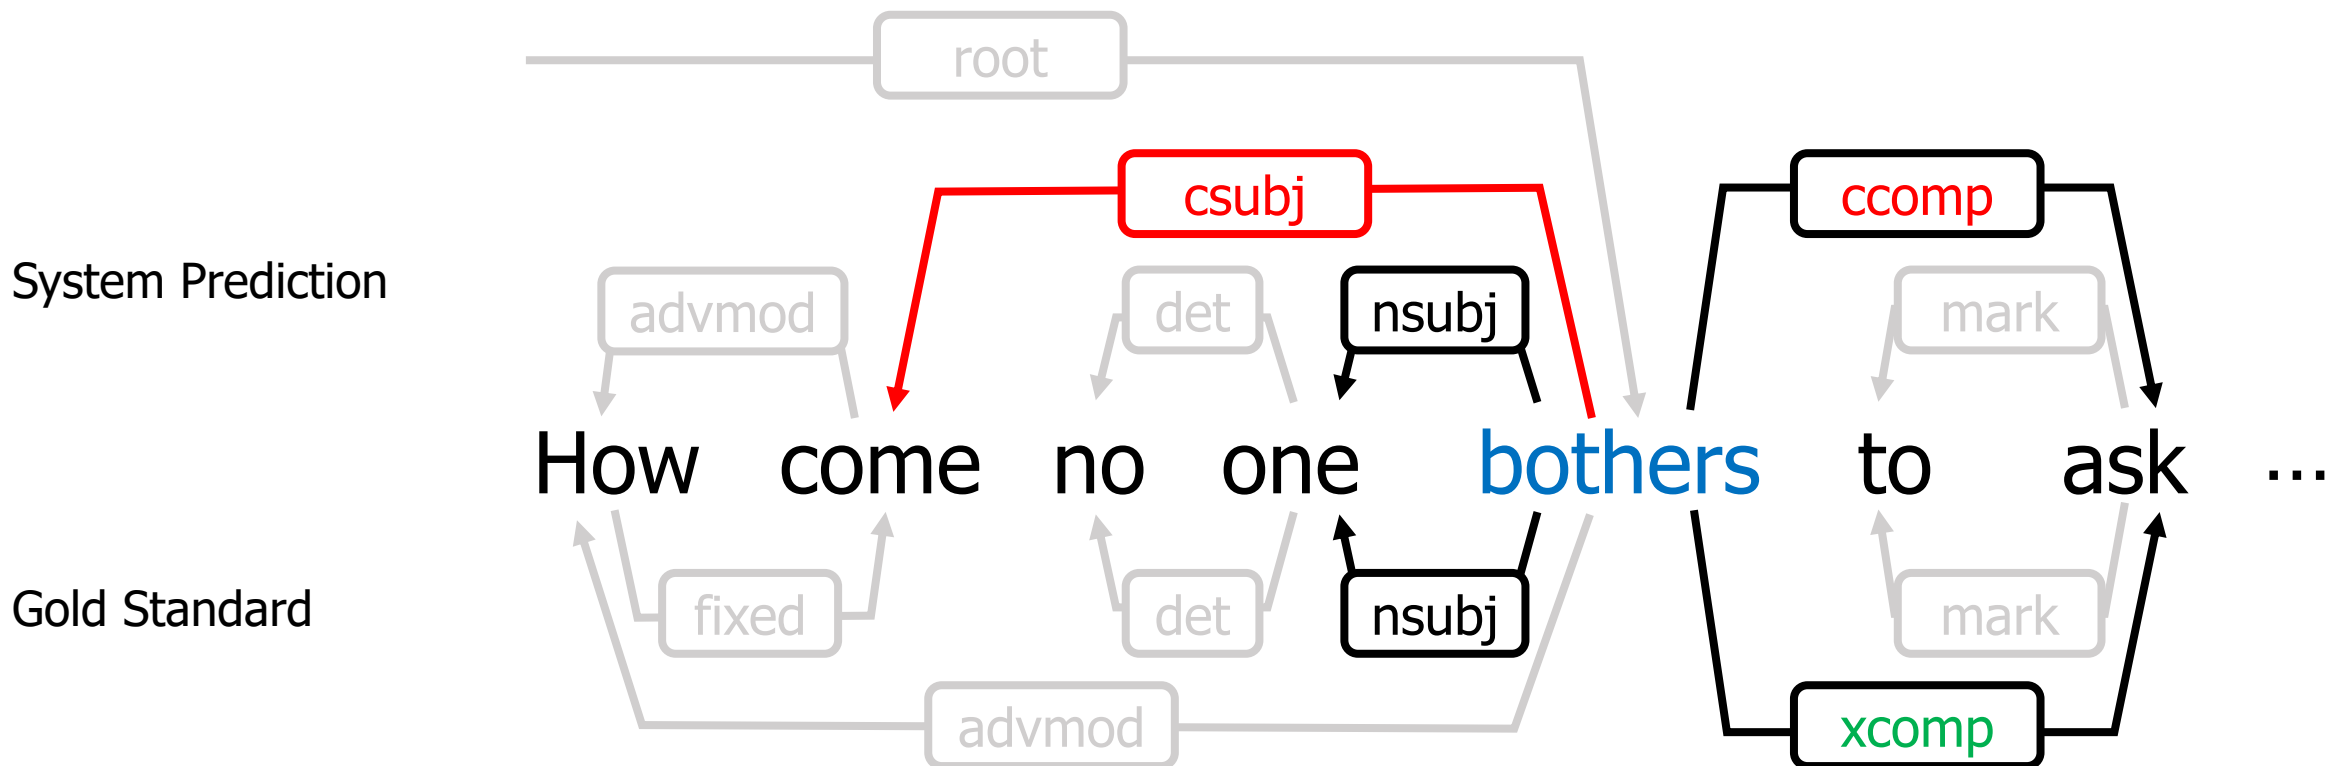 root
csubj ccomp
System Prediction advmod det nsubj mark
How come no one bothers to ask ...
Gold Standard fixed det nsubj mark
advmod xcomp